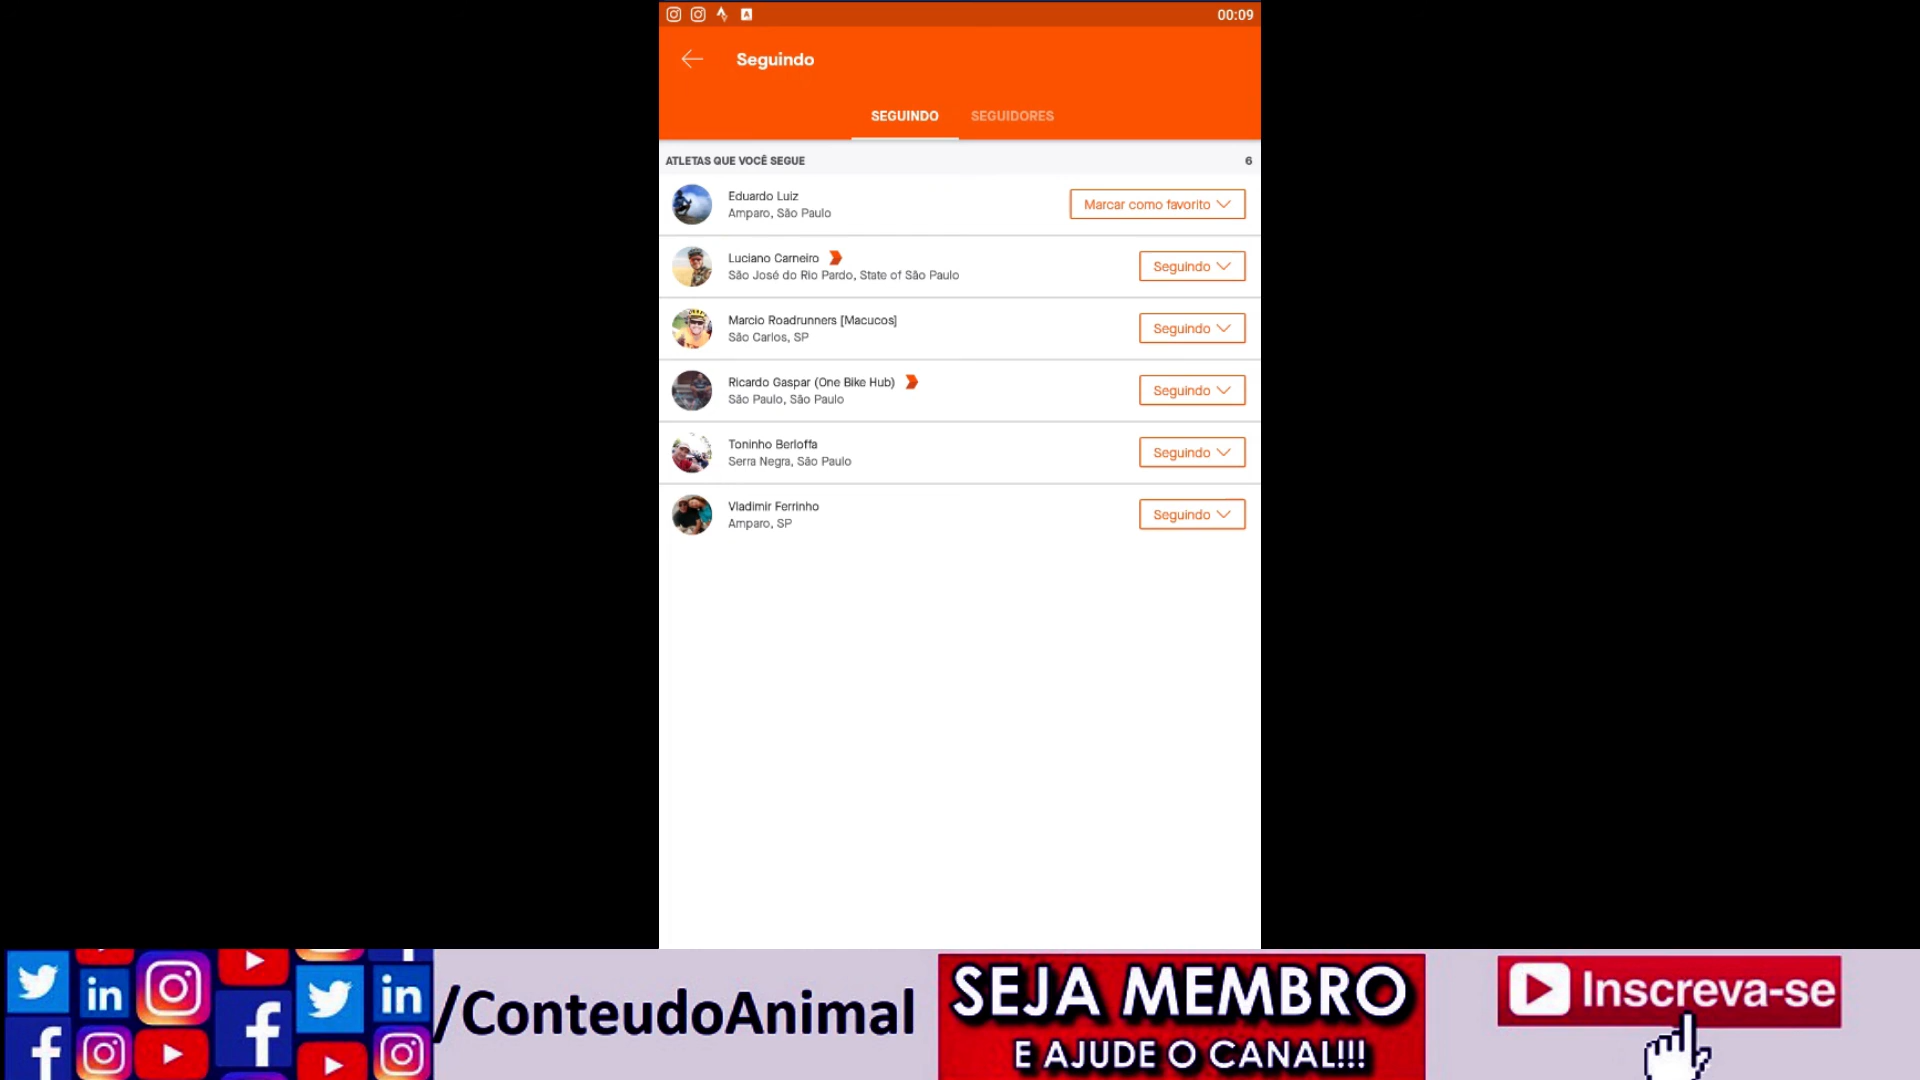 00:09
Seguindo
SEGUINDO SEGUIDORES
ATLETAS QUE VOCÊ SEGUE 6
Eduardo Luiz
Amparo, São Paulo
Marcar como favorito
Luciano Carneiro
São José do Rio Pardo, State of São Paulo
Seguindo
Marcio Roadrunners [Macucos]
São Carlos, SP
Seguindo
Ricardo Gaspar (One Bike Hub)
São Paulo, São Paulo
Seguindo
Toninho Berloffa
Serra Negra, São Paulo
Seguindo
Vladimir Ferrinho
Amparo, SP
Seguindo
/ConteudoAnimal
SEJA MEMBRO
E AJUDE O CANAL!!!
Inscreva-se